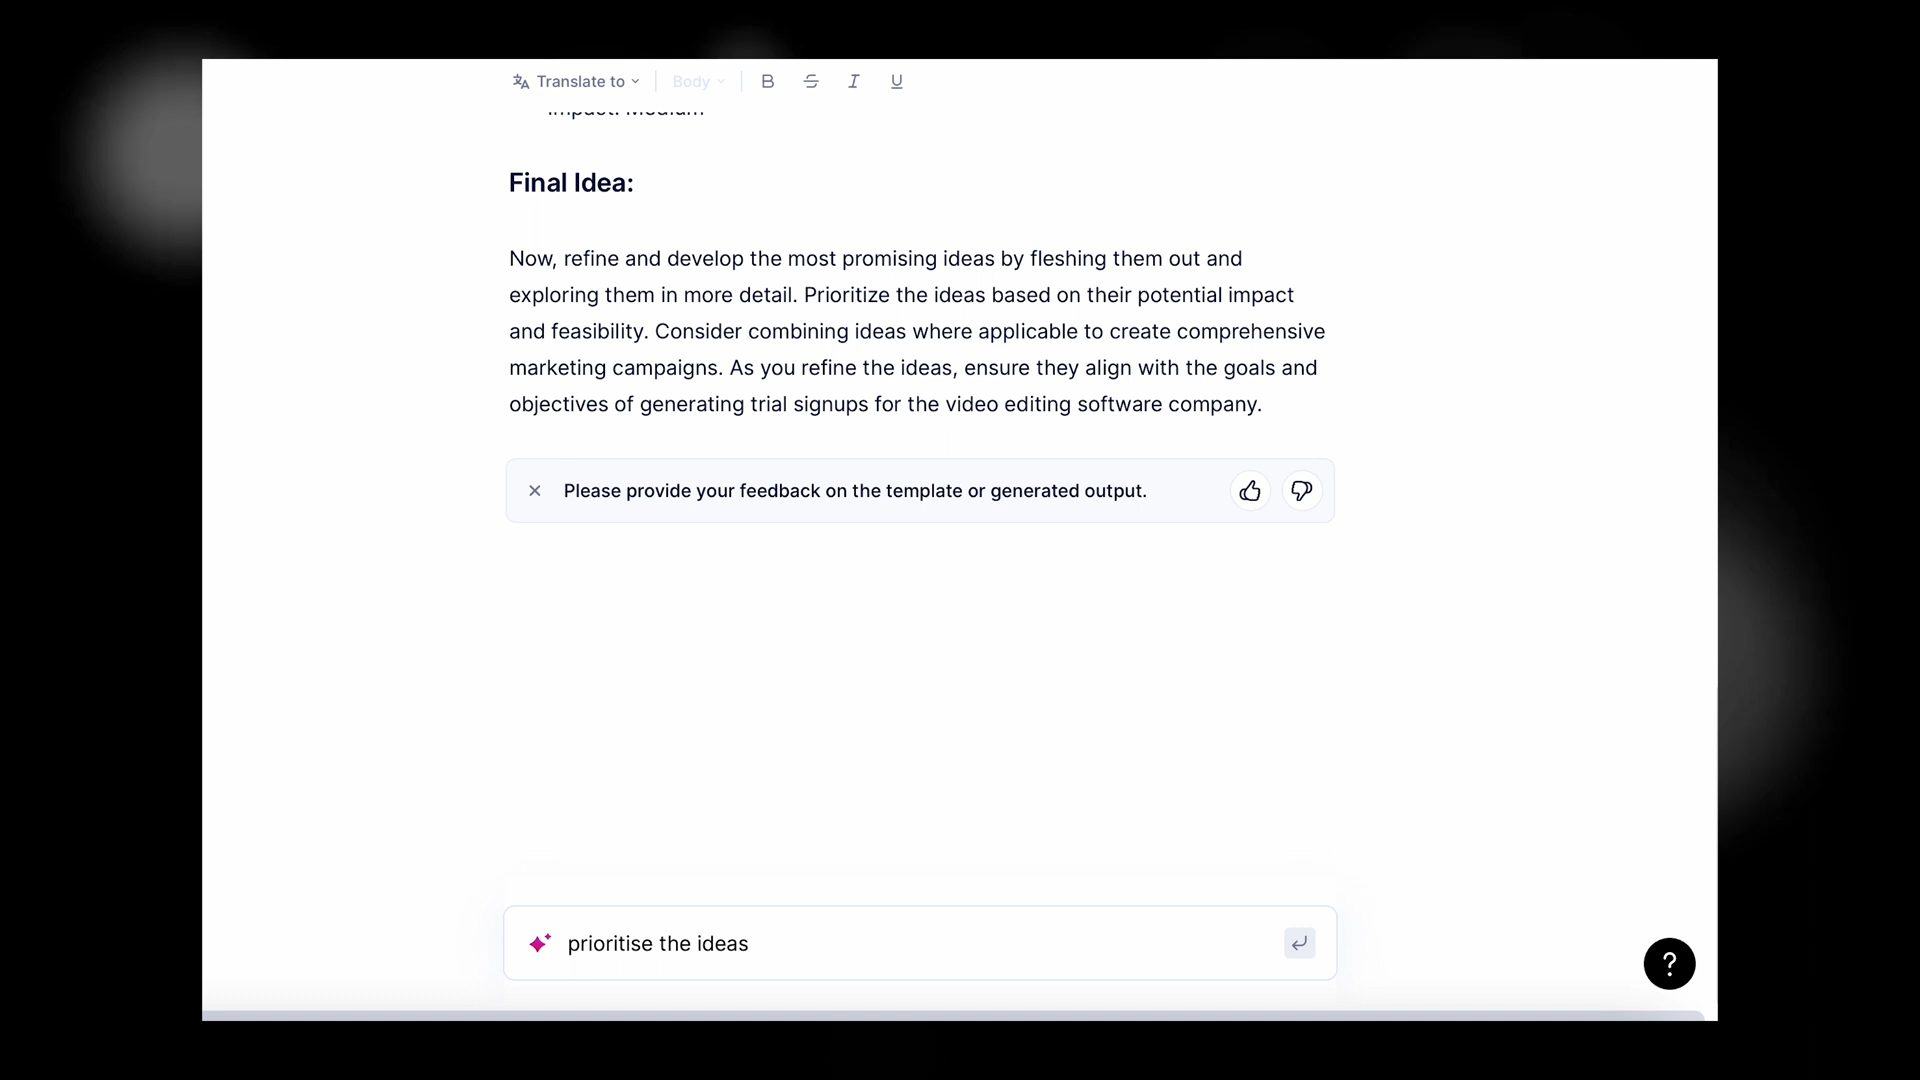 Translate to
Body
B
S
I
U
Impact: Medium
Final Idea:
Now, refine and develop the most promising ideas by fleshing them out and
exploring them in more detail. Prioritize the ideas based on their potential impact
and feasibility. Consider combining ideas where applicable to create comprehensive
marketing campaigns. As you refine the ideas, ensure they align with the goals and
objectives of generating trial signups for the video editing software company.
Please provide your feedback on the template or generated output.
prioritise the ideas
?